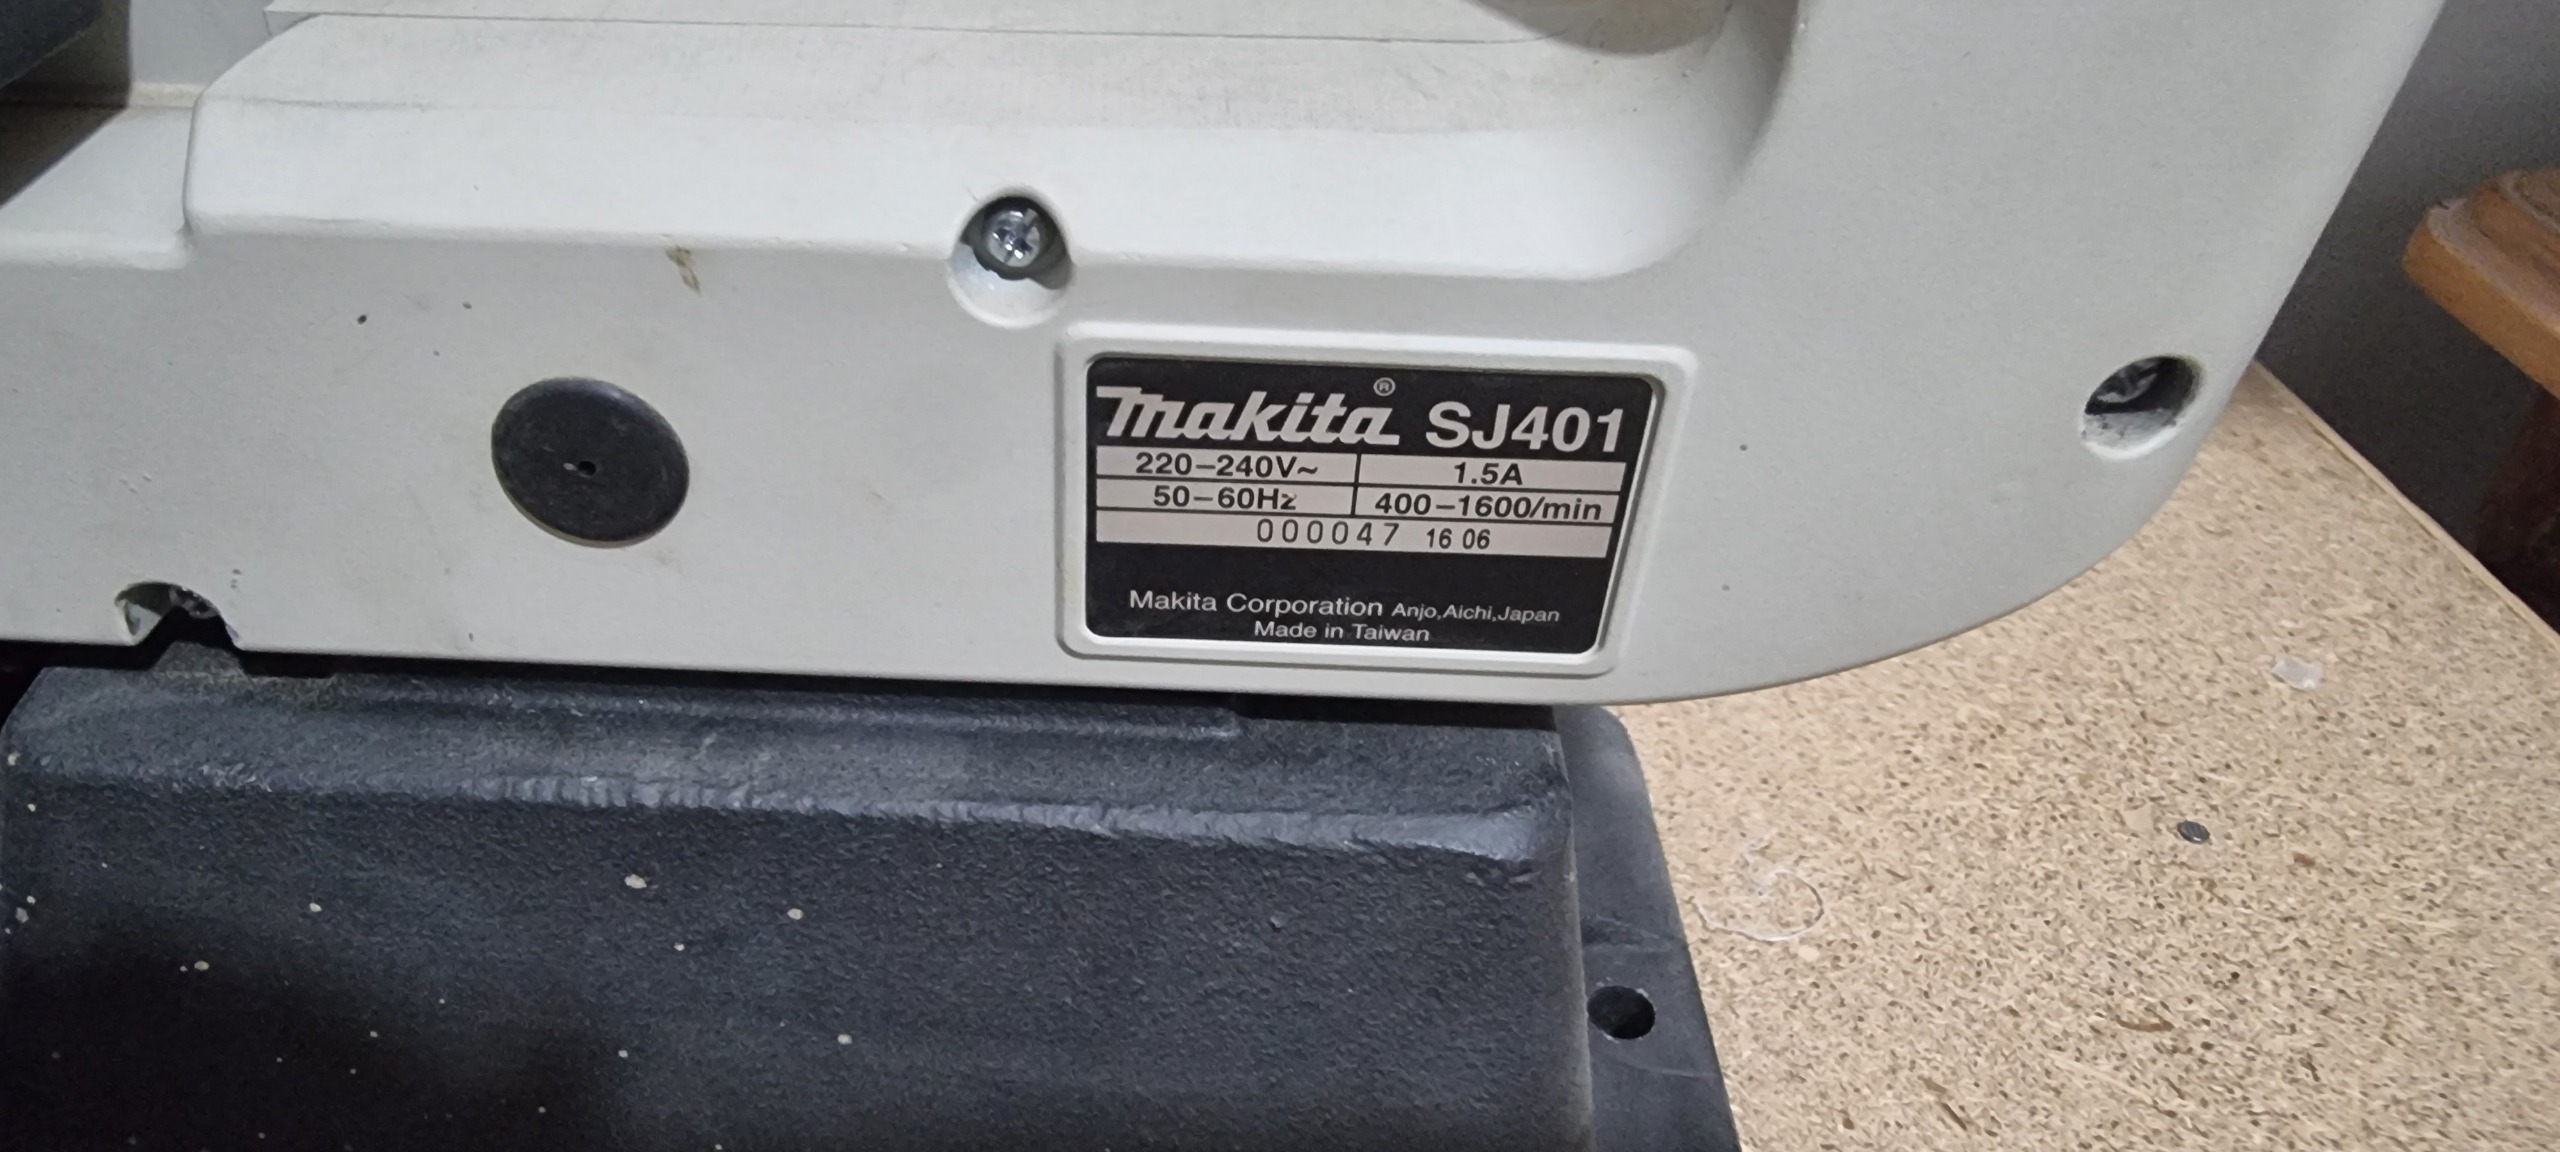 makita® SJ401
220–240V~ 1.5A
50–60Hz 400–1600/min
000047 16 06
Makita Corporation Anjo,Aichi,Japan
Made in Taiwan